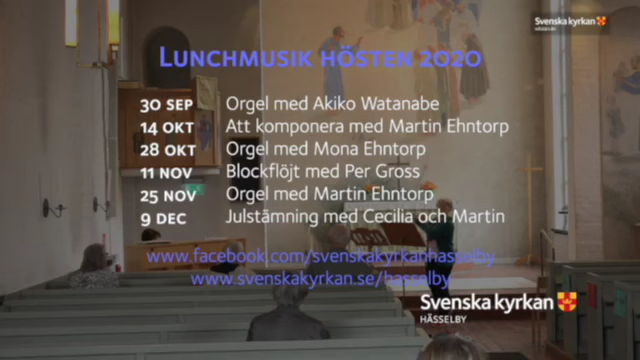 Svenska kyrkan
HÄSSELBY
Lunchmusik hösten 2020
30 SEP Orgel med Akiko Watanabe
14 OKT Att komponera med Martin Ehntorp
28 OKT Orgel med Mona Ehntorp
11 NOV Blockflöjt med Per Gross
25 NOV Orgel med Martin Ehntorp
9 DEC Julstämning med Cecilia och Martin
www.facebook.com/svenskakyrkanhasselby
www.svenskakyrkan.se/hasselby
Svenska kyrkan
HÄSSELBY